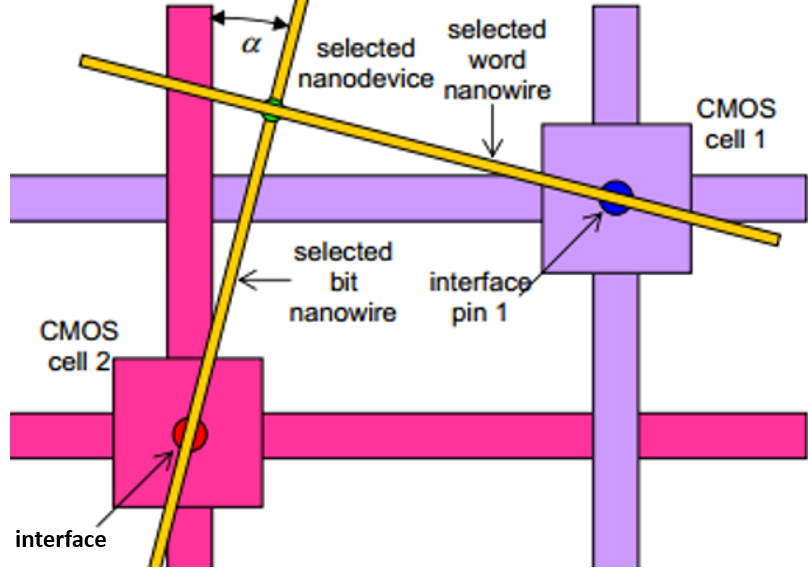 α
selected
nanodevice
selected
word
nanowire
CMOS
cell 1
selected
bit
nanowire
interface
pin 1
CMOS
cell 2
interface